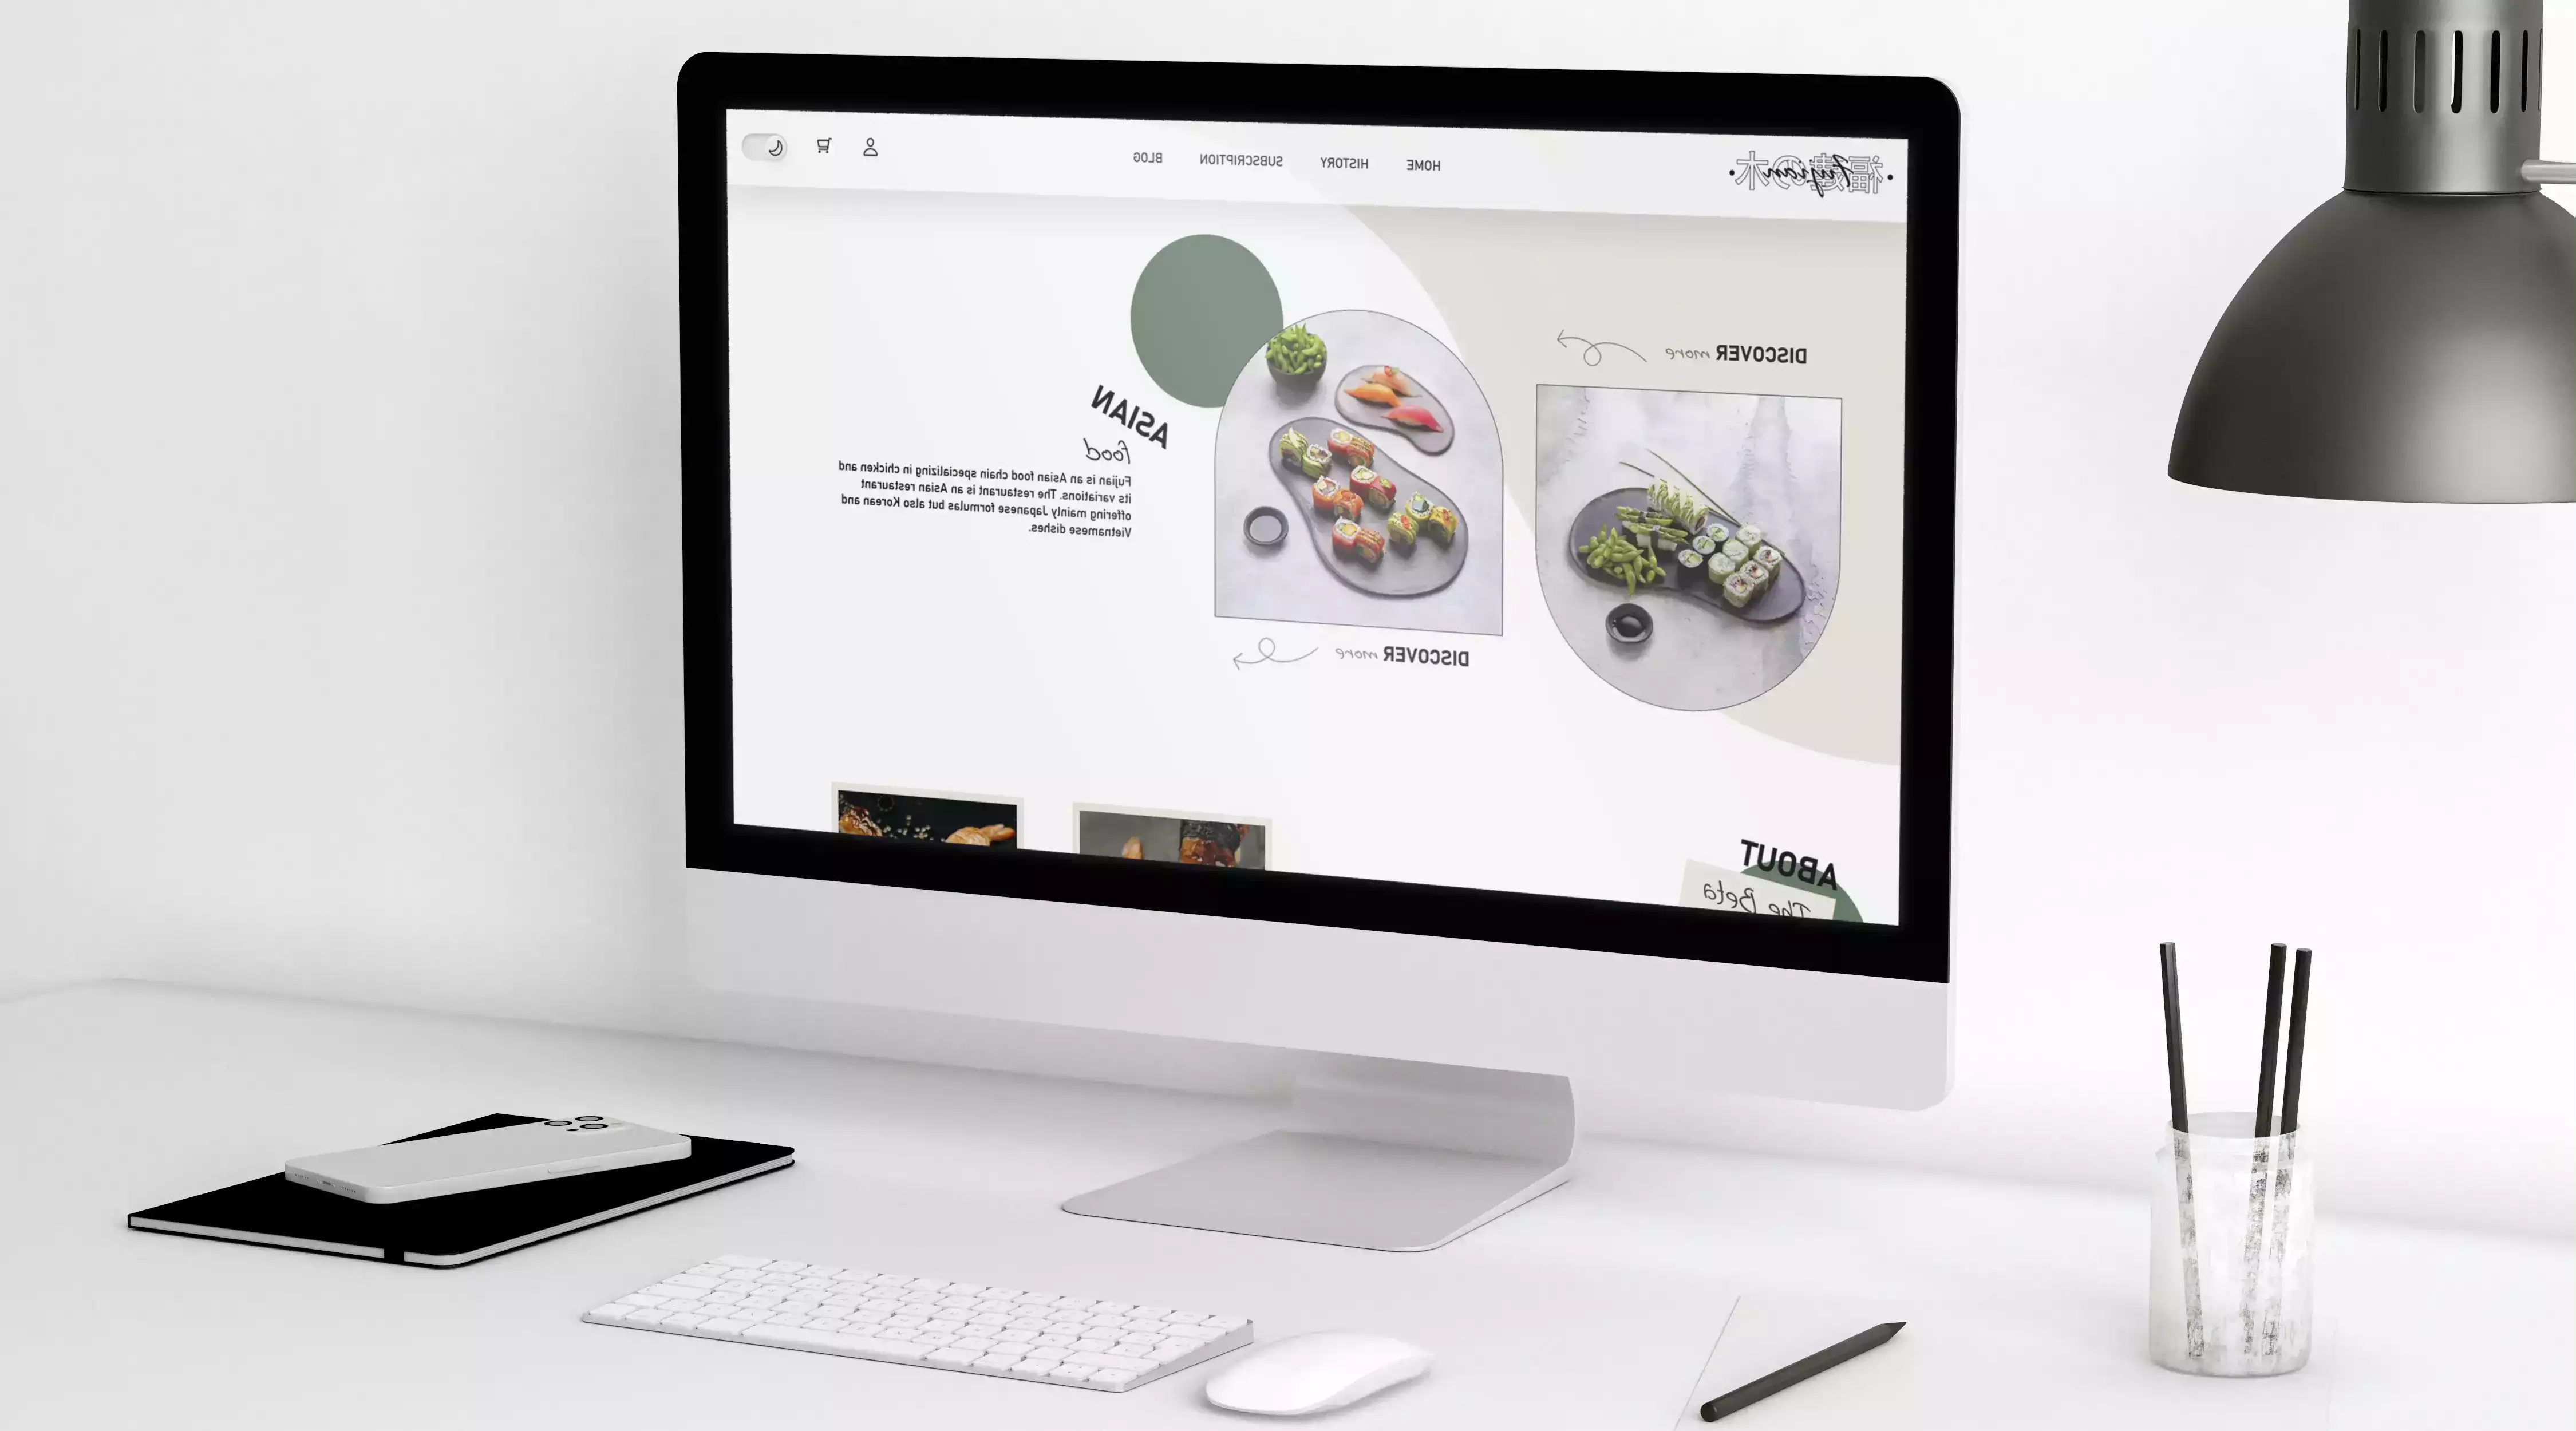 福建の木
Fujian
HOME HISTORY SUBSCRIPTION BLOG
DISCOVER more
DISCOVER more
ASIAN
food
Fujian is an Asian food chain specializing in chicken and
its variations. The restaurant is an Asian restaurant
offering mainly Japanese formulas but also Korean and
Vietnamese dishes.
ABOUT
The Beta